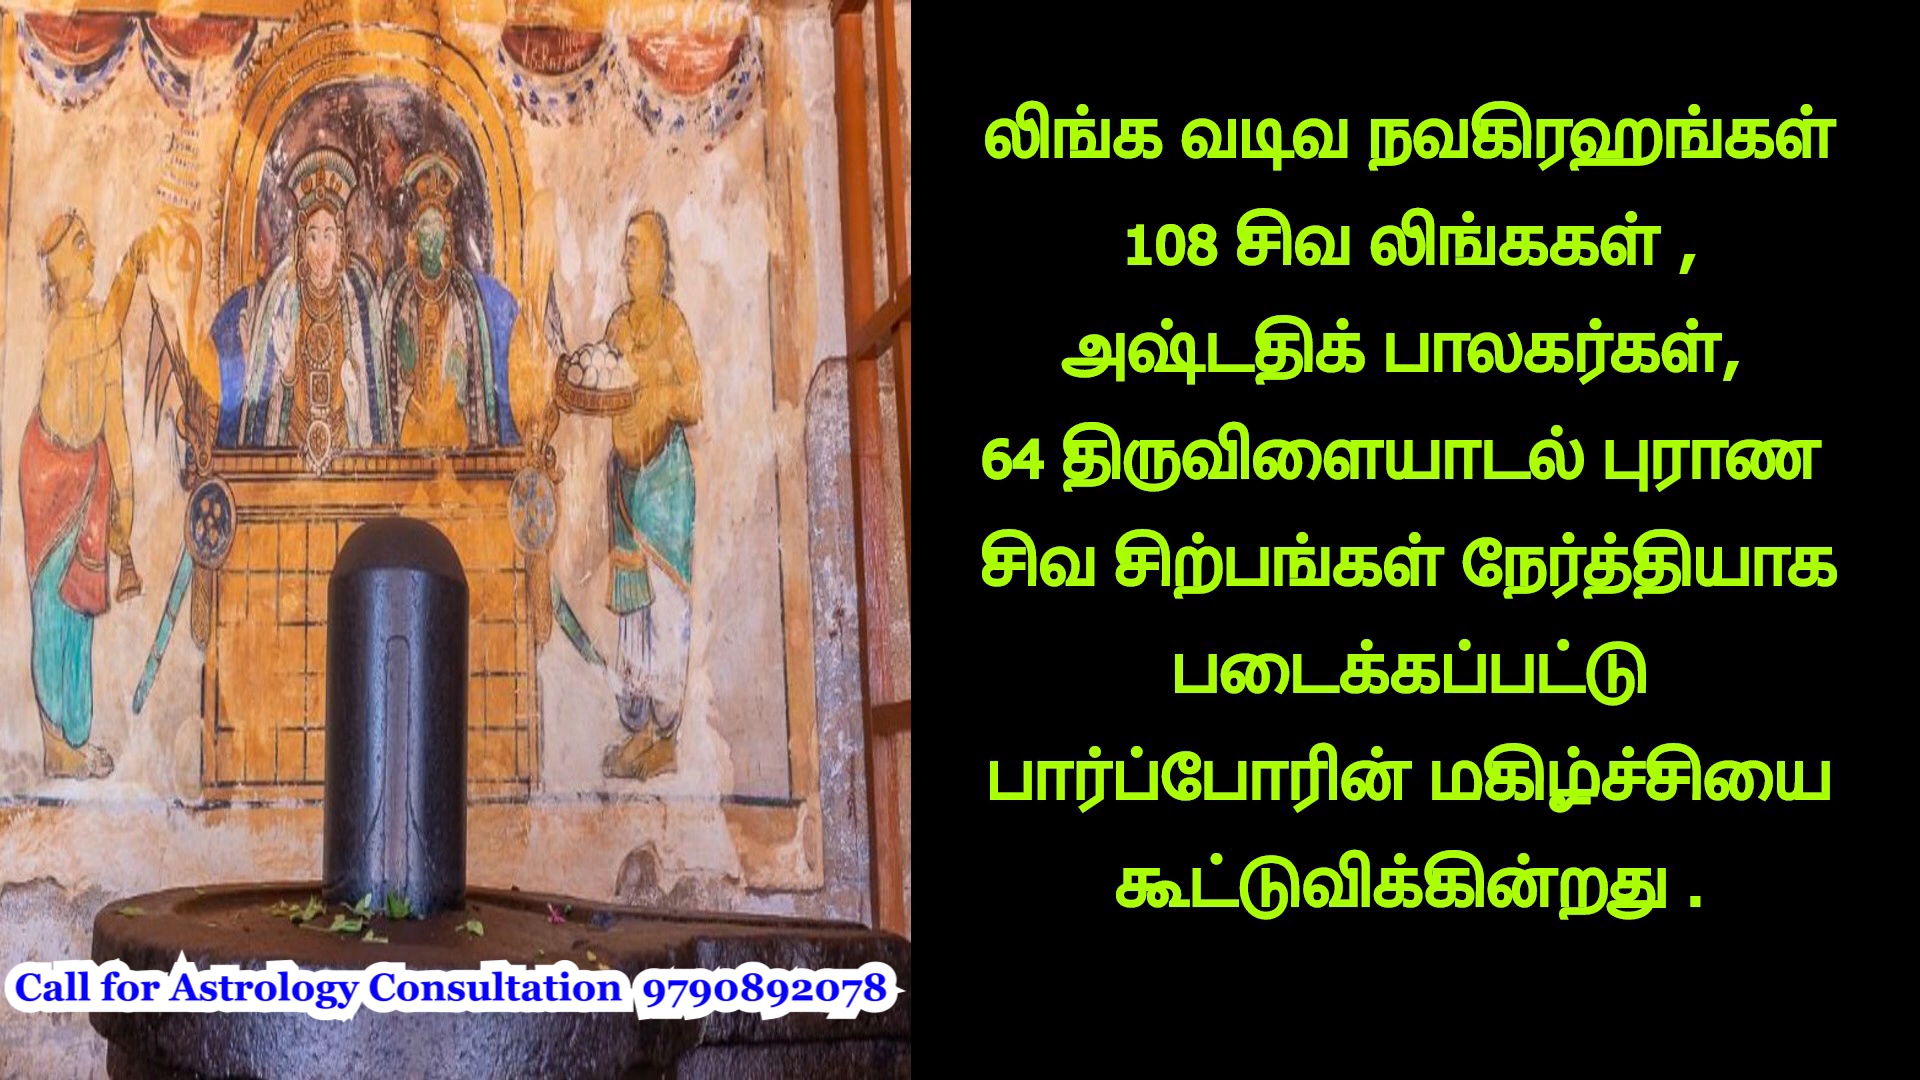 லிங்க வடிவ நவகிரஹங்கள்
108 சிவ லிங்ககள் ,
அஷ்டதிக் பாலகர்கள்,
64 திருவிளையாடல் புராண
சிவ சிற்பங்கள் நேர்த்தியாக
படைக்கப்பட்டு
பார்ப்போரின் மகிழ்ச்சியை
கூட்டுவிக்கின்றது .
Call for Astrology Consultation 9790892078